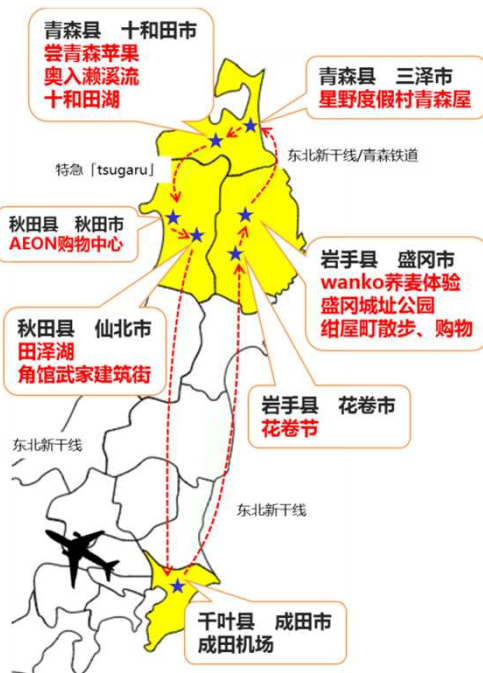 青森县　十和田市
尝青森苹果
奥入濑溪流
十和田湖
青森县　三泽市
星野度假村青森屋
东北新干线/青森铁道
特急「tsugaru」
秋田县　秋田市
AEON购物中心
岩手县　盛冈市
wanko荞麦体验
盛冈城址公园
绀屋町散步、购物
秋田县　仙北市
田泽湖
角馆武家建筑街
岩手县　花卷市
花卷节
东北新干线
东北新干线
千叶县　成田市
成田机场